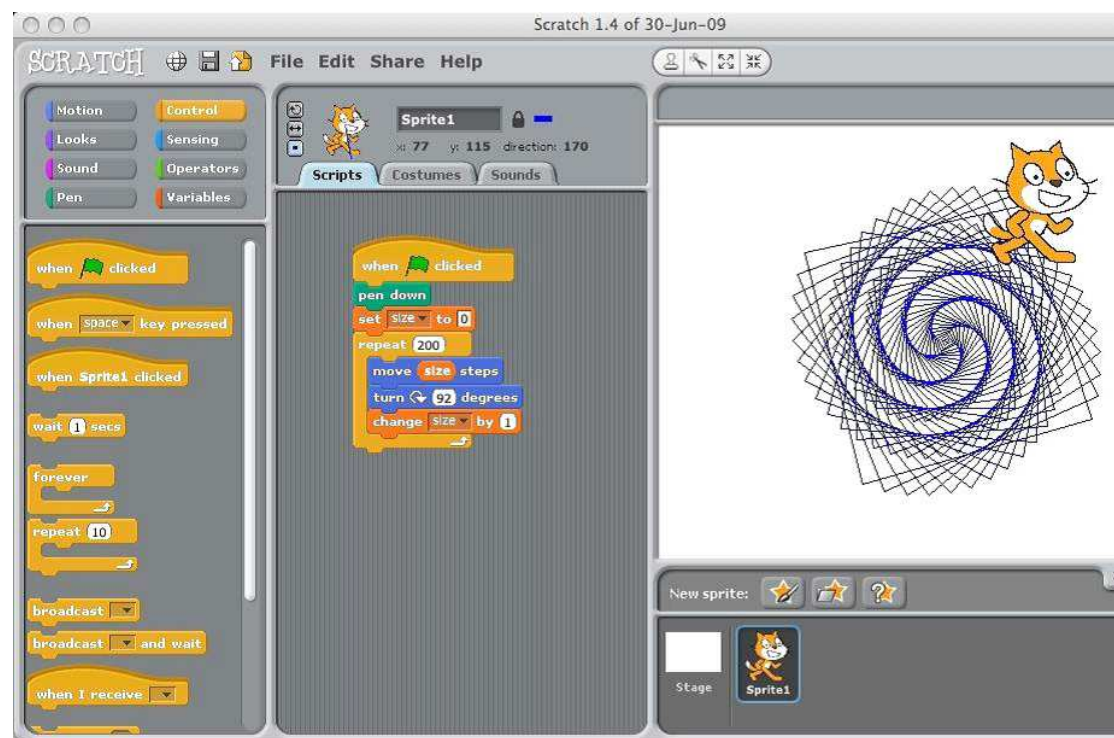 Scratch 1.4 of 30-Jun-09
SCRATCH File Edit Share Help
Motion Control
Looks Sensing
Sound Operators
Pen Variables
Sprite1
x: 77 y: 115 direction: 170
Scripts Costumes Sounds
when clicked
when space key pressed
when Sprite1 clicked
wait 1 secs
forever
repeat 10
broadcast
broadcast and wait
when I receive
when clicked
pen down
set size to 0
repeat 200
move size steps
turn 92 degrees
change size by 1
New sprite:
Stage
Sprite1